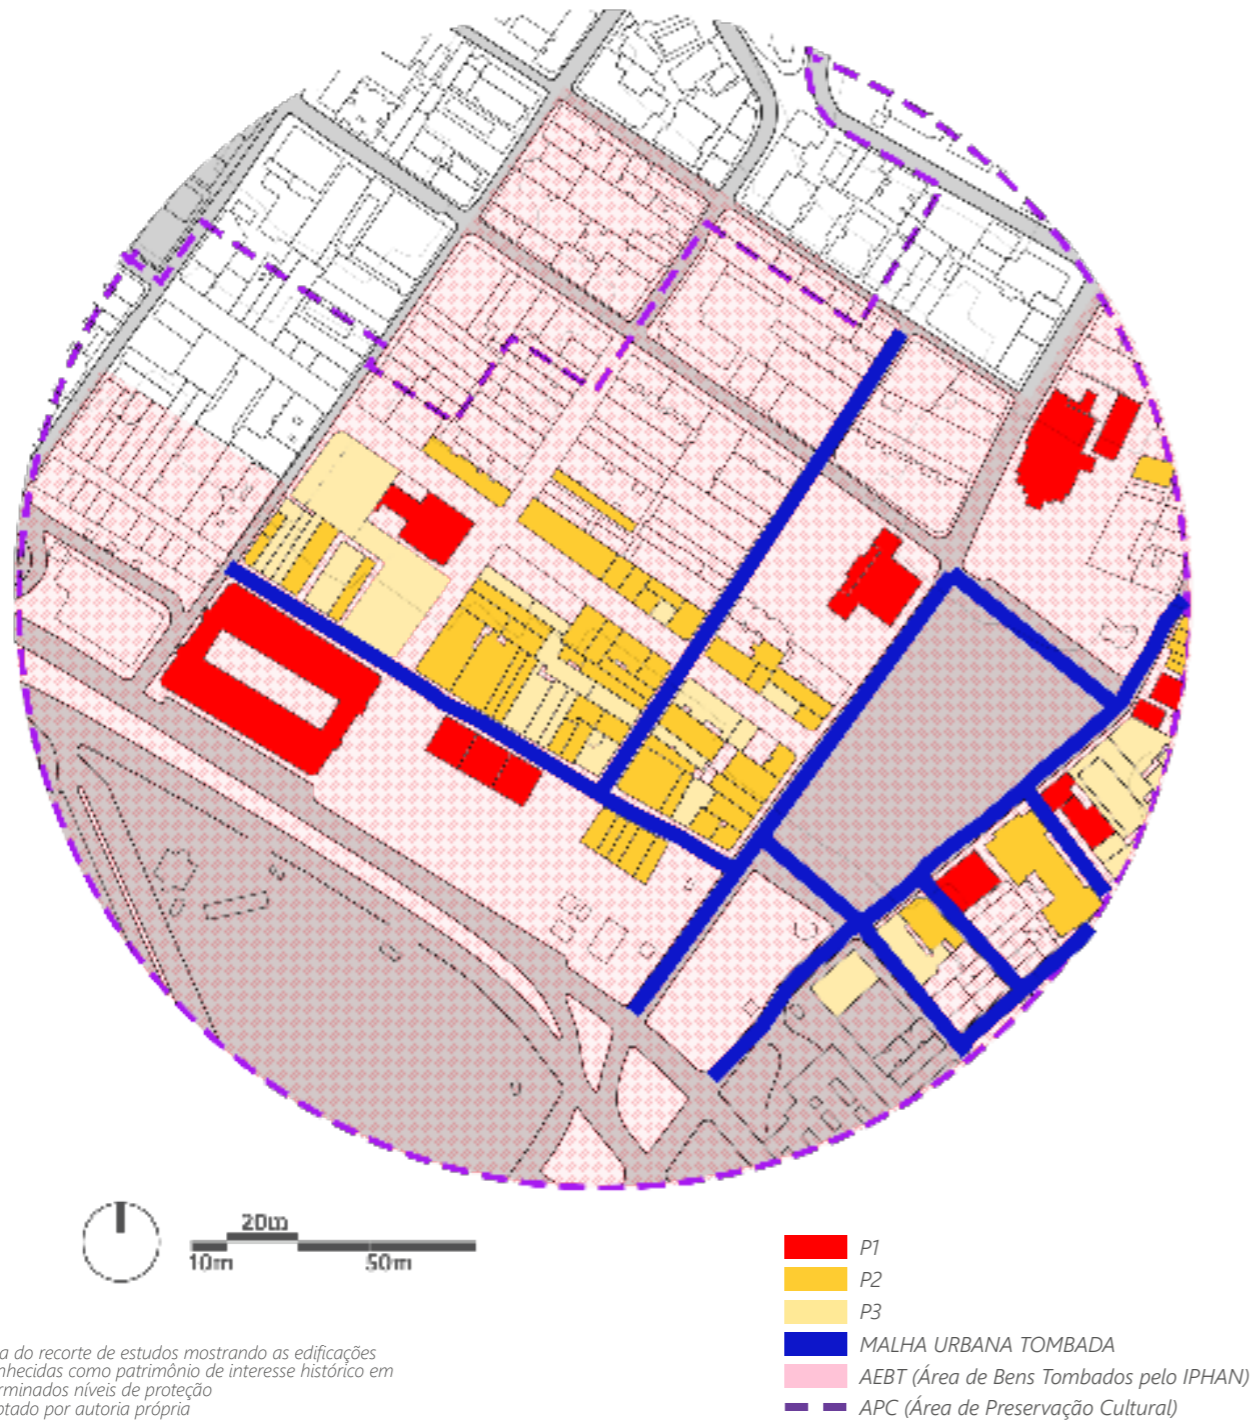 20m
10m
50m
P1
P2
P3
MALHA URBANA TOMBADA
AEBT (Área de Bens Tombados pelo IPHAN)
APC (Área de Preservação Cultural)
a do recorte de estudos mostrando as edificações
nhecidas como patrimônio de interesse histórico em
rminados níveis de proteção
ptado por autoria própria